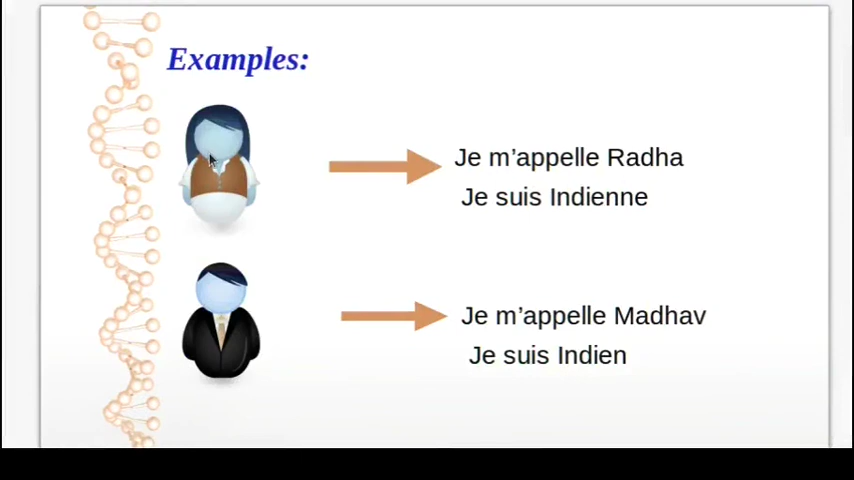 Examples:
Je m’appelle Radha
Je suis Indienne
Je m’appelle Madhav
Je suis Indien